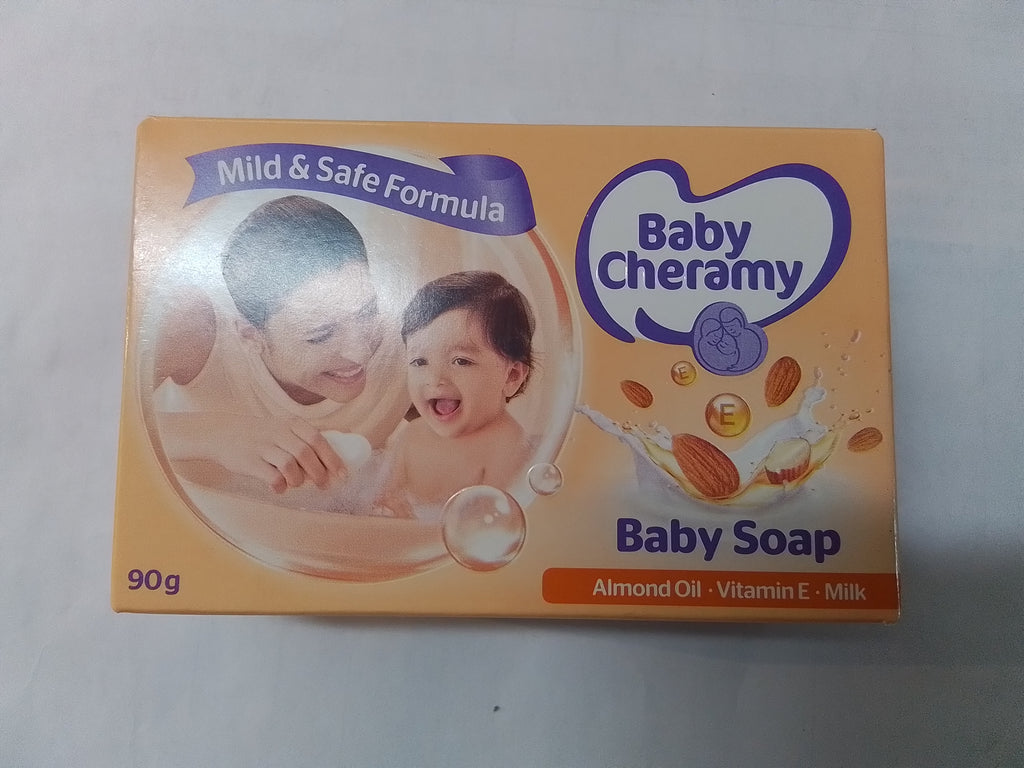 Mild & Safe Formula
Baby
Cheramy
E
E
Baby Soap
90g
Almond Oil · Vitamin E · Milk